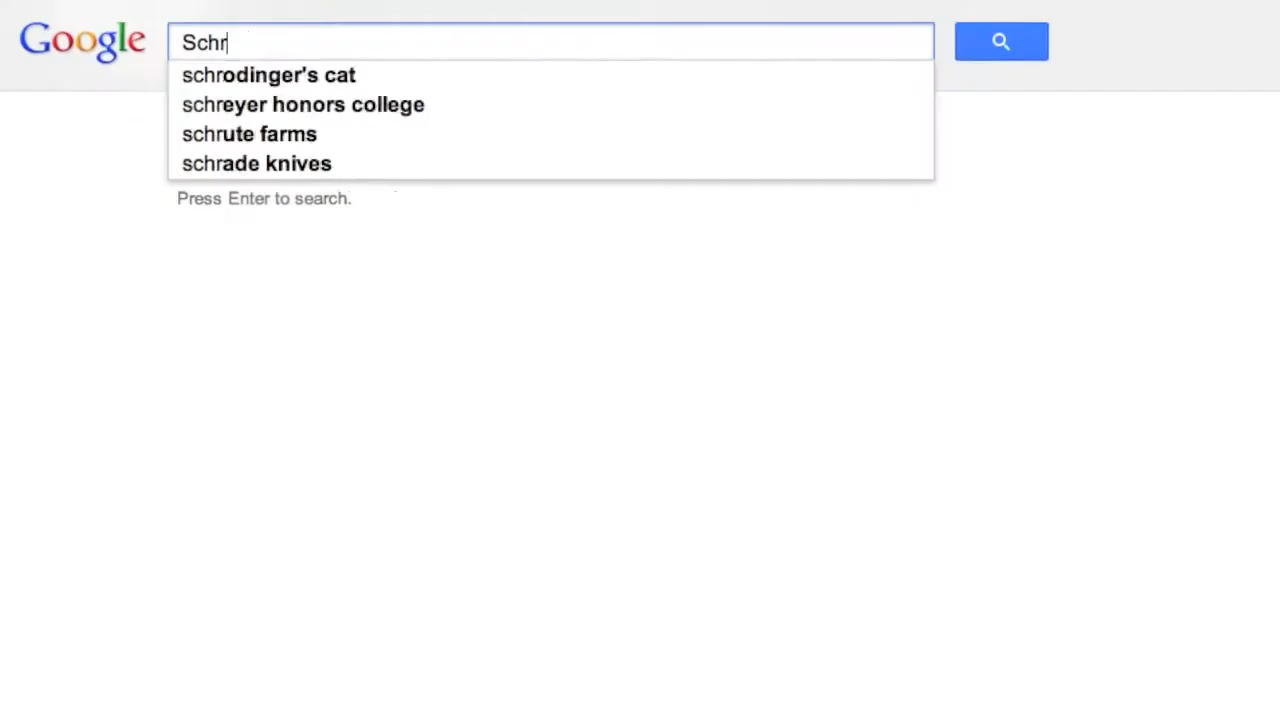 Google Schr
schrodinger's cat
schreyer honors college
schrute farms
schrade knives
Press Enter to search.